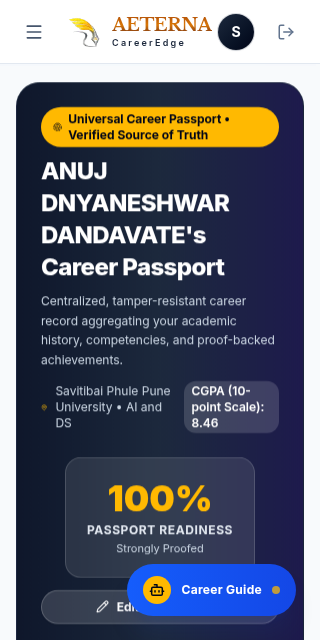 AETERNA
CareerEdge
S
Universal Career Passport •
Verified Source of Truth
ANUJ
DNYANESHWAR
DANDAVATE's
Career Passport
Centralized, tamper-resistant career
record aggregating your academic
history, competencies, and proof-backed
achievements.
Savitibai Phule Pune
University • AI and
DS
CGPA (10-
point Scale):
8.46
100%
PASSPORT READINESS
Strongly Proofed
Career Guide